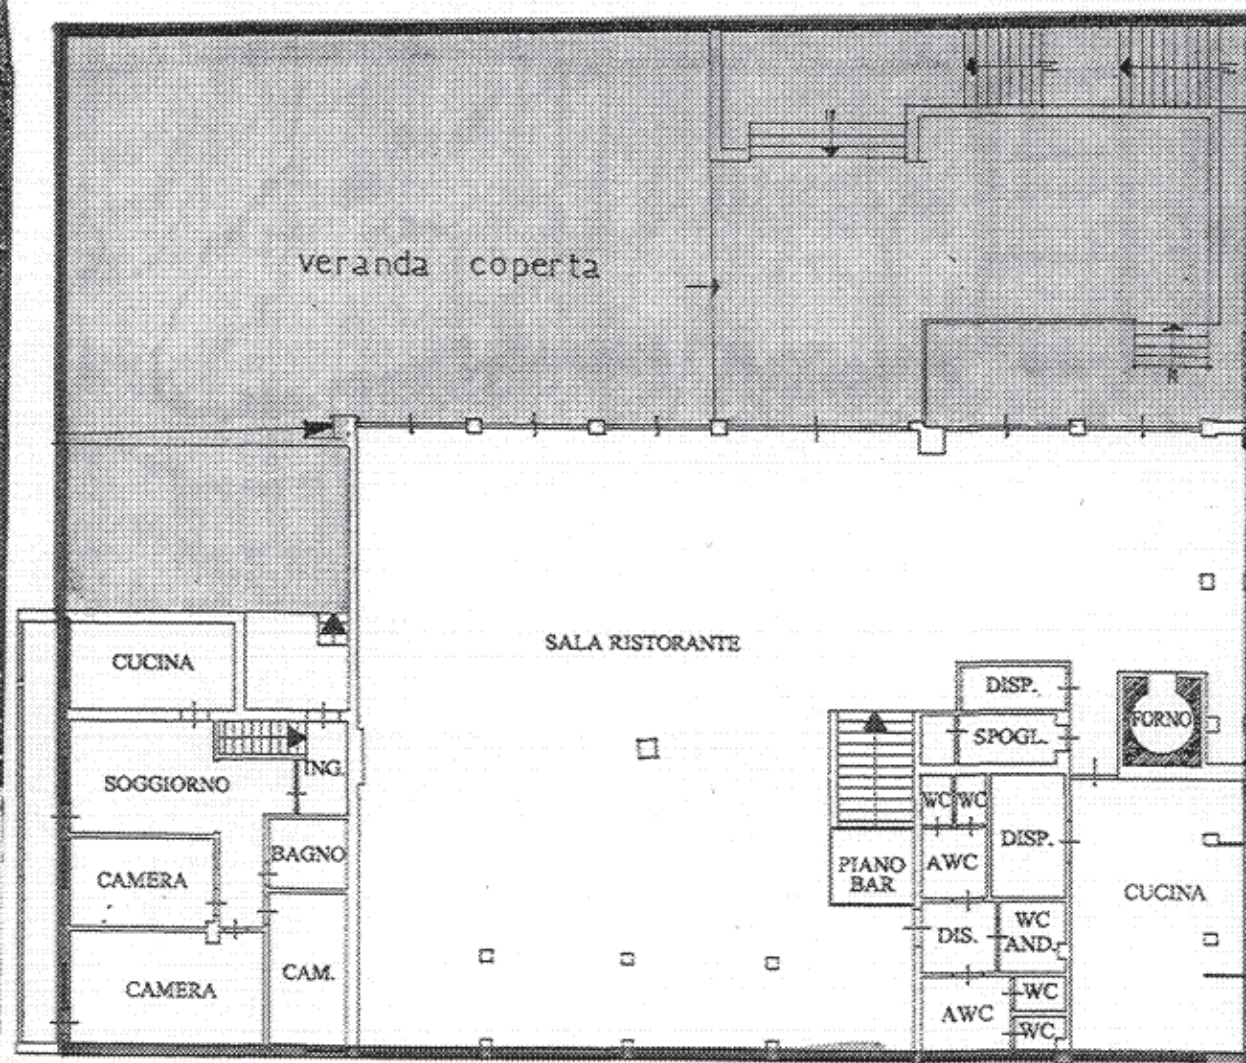 veranda coperta
SALA RISTORANTE
CUCINA
DISP.
FORNO
SPOGL.
ING.
SOGGIORNO
WC
WC
BAGNO
DISP.
CAMERA
PIANO
BAR
AWC
CUCINA
DIS.
WC
AND.
CAM.
CAMERA
WC
AWC
WC